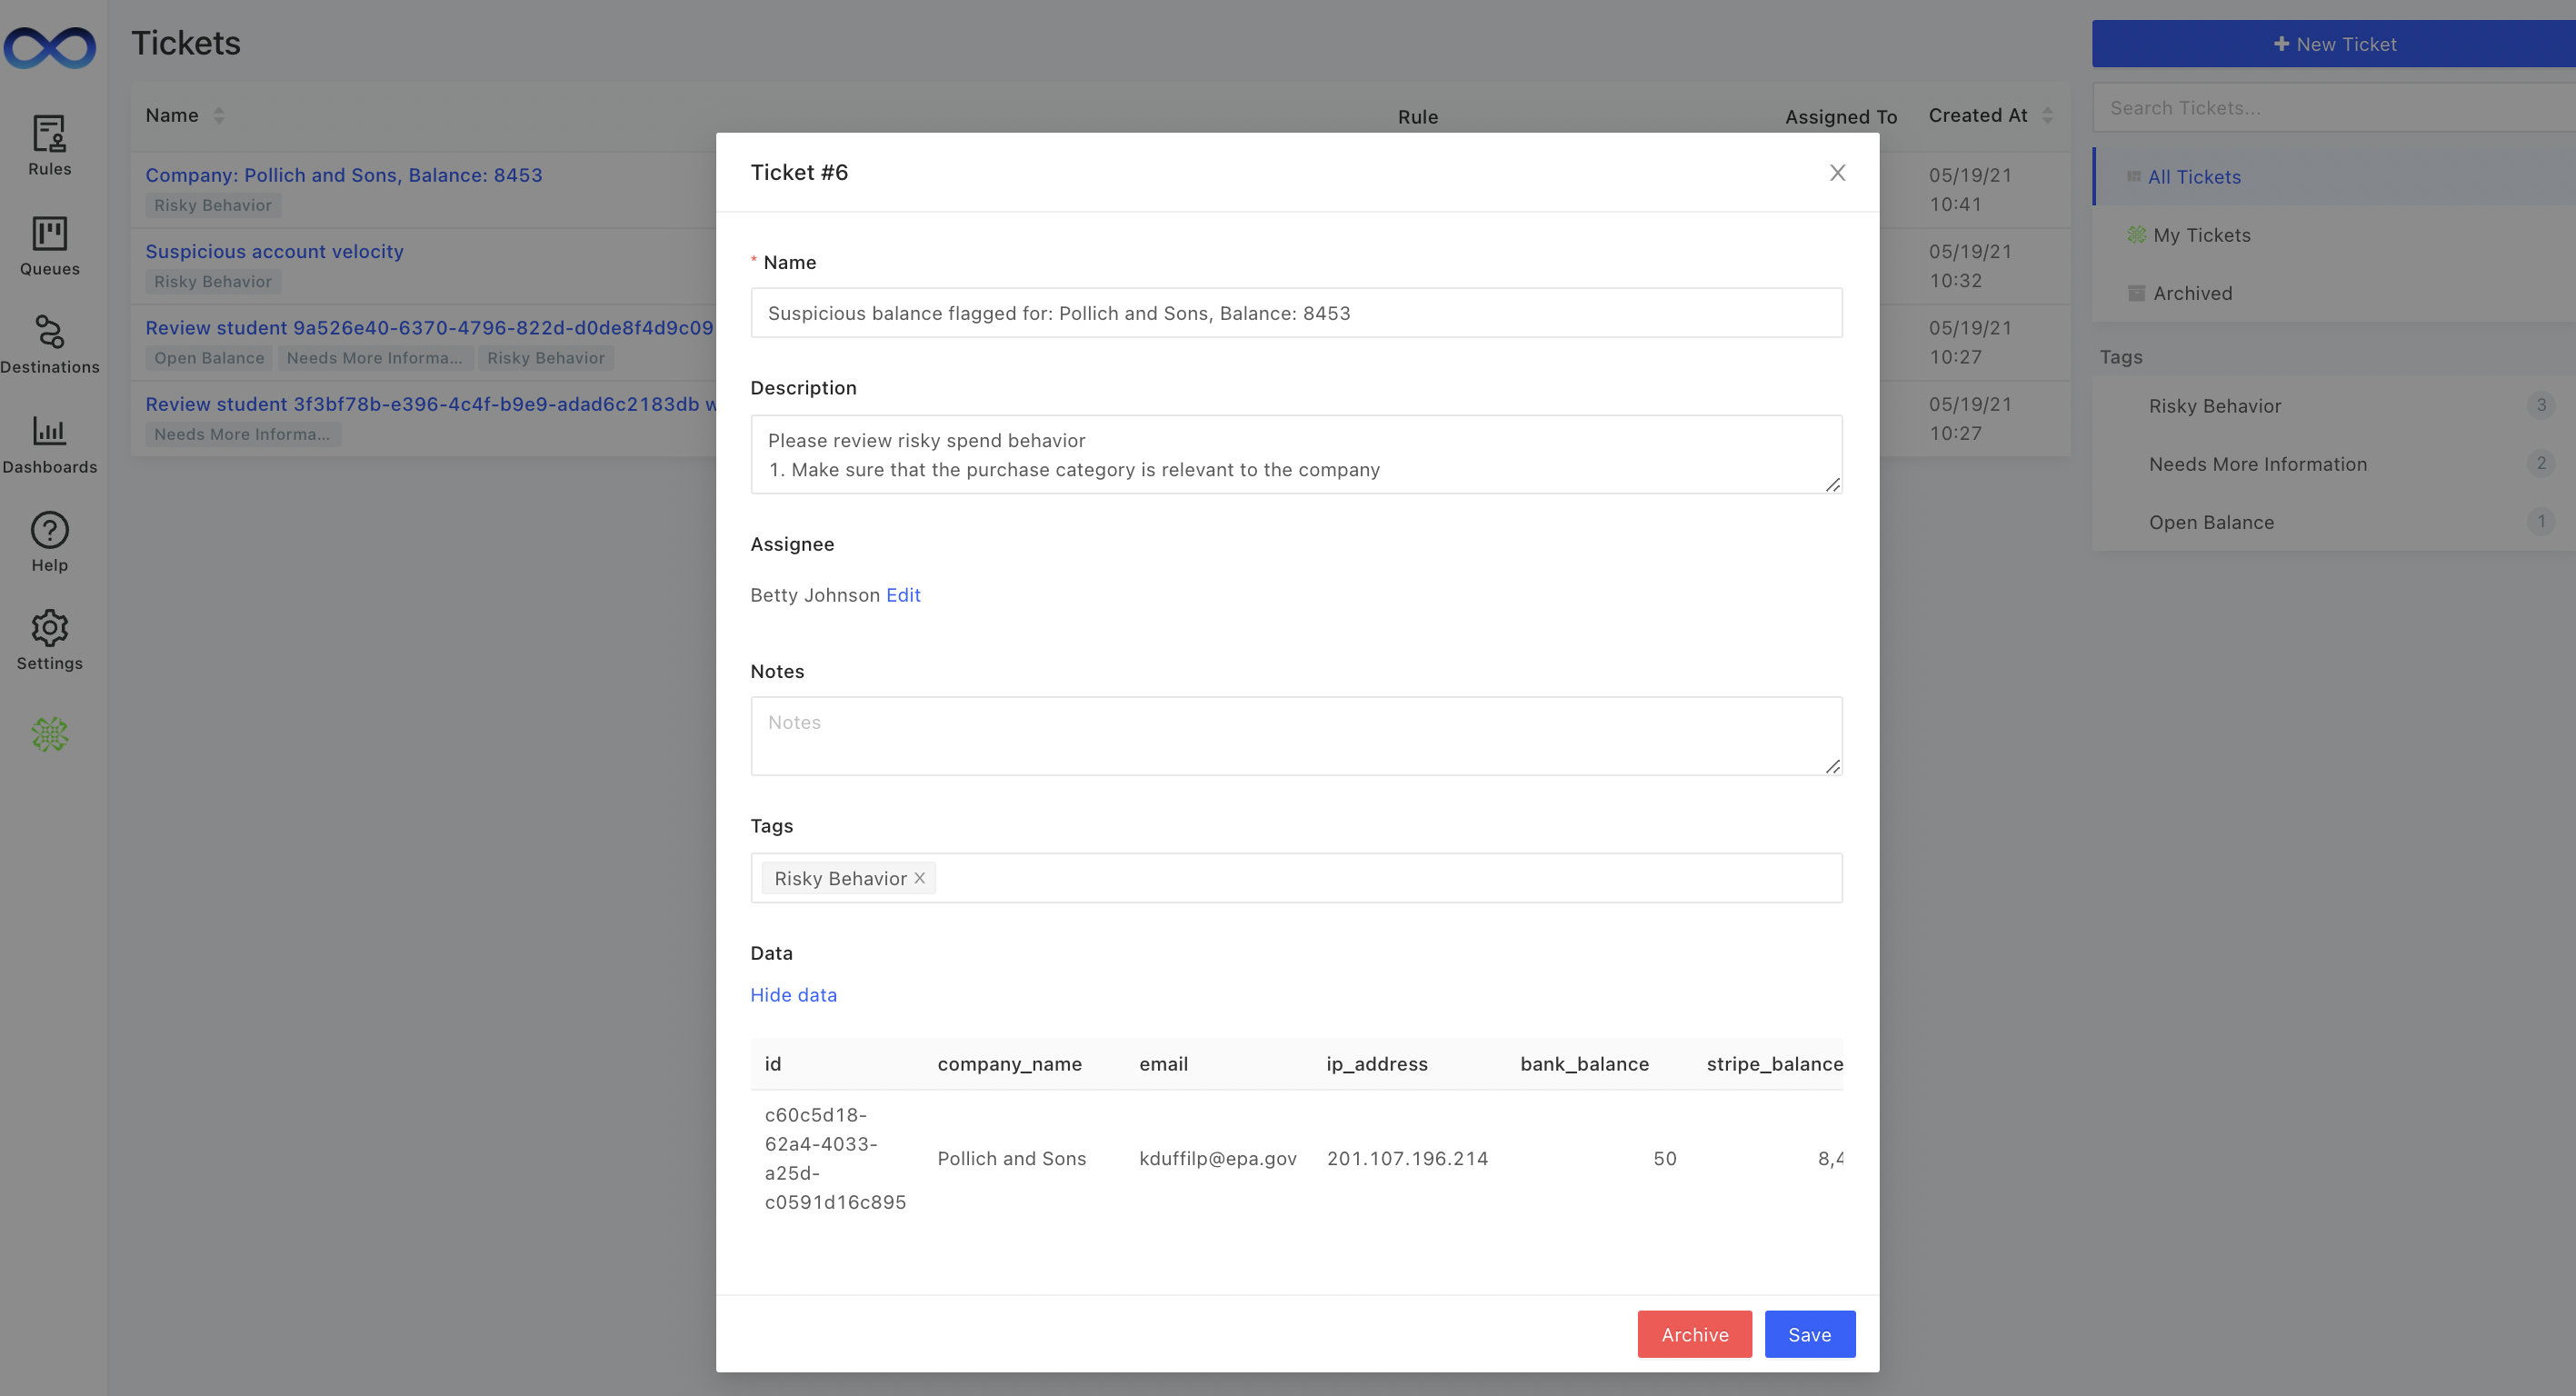 Tickets
New Ticket
Search Tickets...
All Tickets
My Tickets
Archived
Tags
Risky Behavior 3
Needs More Information 2
Open Balance 1
Rules
Queues
Destinations
Dashboards
Help
Settings
Name Rule Assigned To Created At
Company: Pollich and Sons, Balance: 8453
Risky Behavior
05/19/21
10:41
Suspicious account velocity
Risky Behavior
05/19/21
10:32
Review student 9a526e40-6370-4796-822d-d0de8f4d9c09
Open Balance Needs More Informa... Risky Behavior
05/19/21
10:27
Review student 3f3bf78b-e396-4c4f-b9e9-adad6c2183db w
Needs More Informa...
05/19/21
10:27
Ticket #6
* Name
Suspicious balance flagged for: Pollich and Sons, Balance: 8453
Description
Please review risky spend behavior
1. Make sure that the purchase category is relevant to the company
Assignee
Betty Johnson Edit
Notes
Notes
Tags
Risky Behavior
Data
Hide data
id company_name email ip_address bank_balance stripe_balance
c60c5d18-
62a4-4033-
a25d-
c0591d16c895
Pollich and Sons kduffilp@epa.gov 201.107.196.214 50 8,4
Archive Save